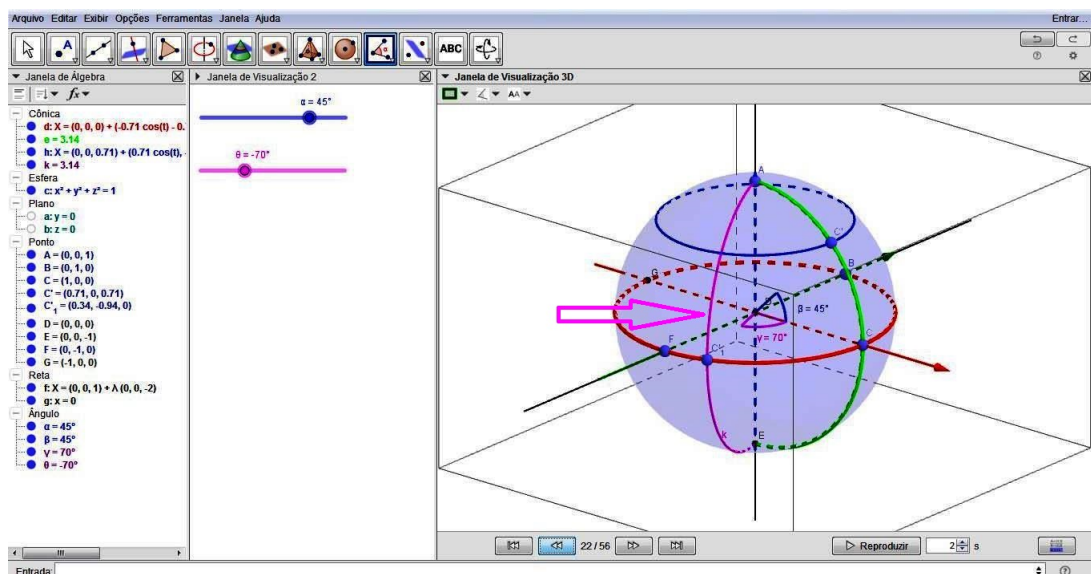 Arquivo Editar Exibir Opções Ferramentas Janela Ajuda
Entrar...
A
ABC
Janela de Álgebra
Janela de Visualização 2
Janela de Visualização 3D
fx
AA
Cônica
d: X = (0, 0, 0) + (-0.71 cos(t) - 0.
e = 3.14
h: X = (0, 0, 0.71) + (0.71 cos(t),
k = 3.14
Esfera
c: x² + y² + z² = 1
Plano
a: y = 0
b: z = 0
Ponto
A = (0, 0, 1)
B = (0, 1, 0)
C = (1, 0, 0)
C' = (0.71, 0, 0.71)
C'₁ = (0.34, -0.94, 0)
D = (0, 0, 0)
E = (0, 0, -1)
F = (0, -1, 0)
G = (-1, 0, 0)
Reta
f: X = (0, 0, 1) + λ (0, 0, -2)
g: x = 0
Ângulo
α = 45°
β = 45°
γ = 70°
θ = -70°
α = 45°
θ = -70°
A
C'
B
G
D
β = 45°
γ = 70°
F
C'₁
C
k
E
22 / 56
Reproduzir
2 s
Entrada: